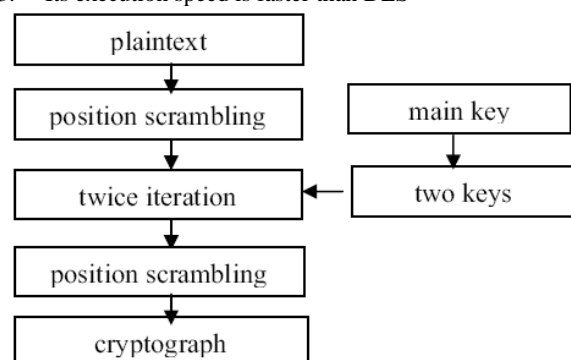 Its execution speed is faster than DES
plaintext
position scrambling
main key
twice iteration
two keys
position scrambling
cryptograph